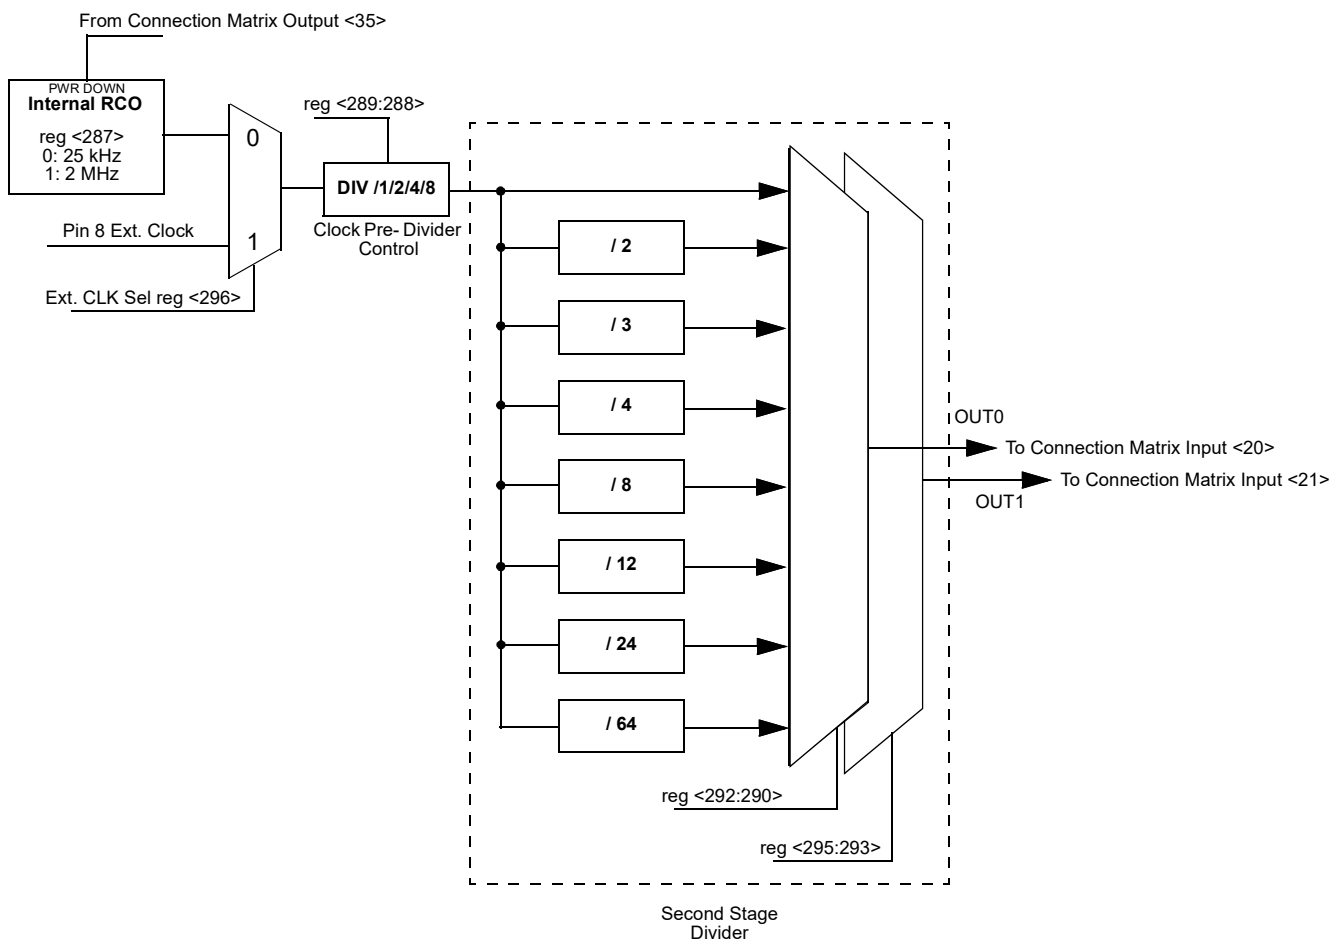 From Connection Matrix Output <35>
PWR DOWN
Internal RCO
reg <287>
0: 25 kHz
1: 2 MHz
0
1
Pin 8 Ext. Clock
Ext. CLK Sel reg <296>
reg <289:288>
DIV /1/2/4/8
Clock Pre- Divider
Control
/ 2
/ 3
/ 4
/ 8
/ 12
/ 24
/ 64
OUT0
To Connection Matrix Input <20>
To Connection Matrix Input <21>
OUT1
reg <292:290>
reg <295:293>
Second Stage
Divider